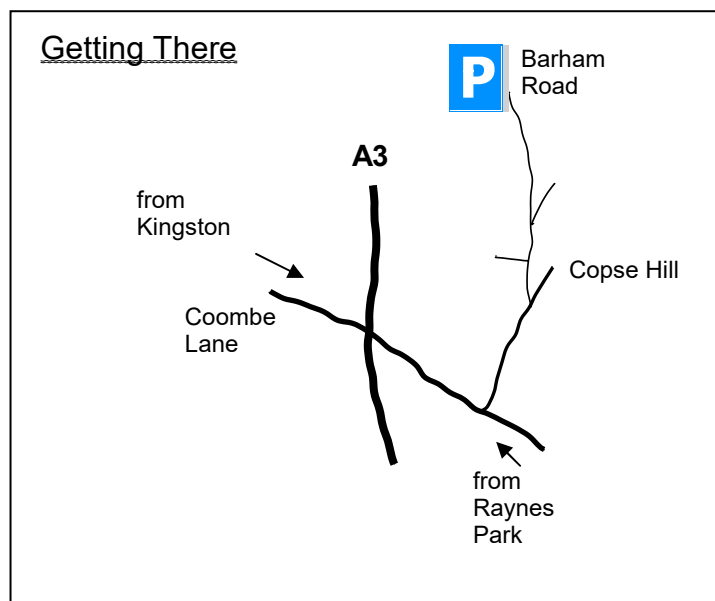 Getting There
P
Barham
Road
A3
from
Kingston
Copse Hill
Coombe
Lane
from
Raynes
Park